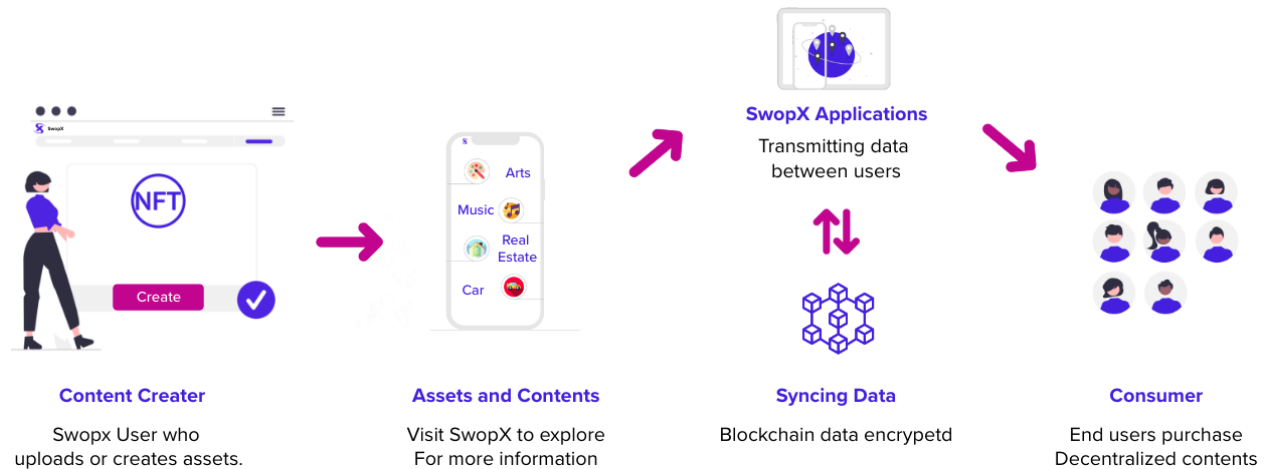 SwopX
NFT
Create
Content Creater
Swopx User who
uploads or creates assets.
S
Arts
Music
Real
Estate
Car
Assets and Contents
Visit SwopX to explore
For more information
SwopX Applications
Transmitting data
between users
Syncing Data
Blockchain data encrypetd
Consumer
End users purchase
Decentralized contents